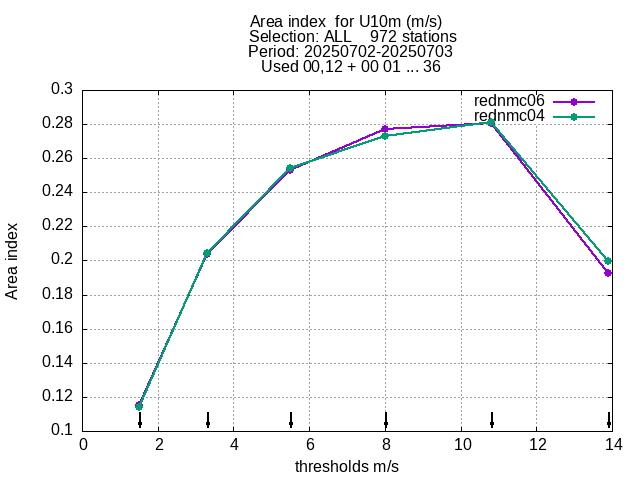 Area index  for U10m (m/s)
Selection: ALL    972 stations
Period: 20250702-20250703
Used 00,12 + 00 01 ... 36
rednmc06
rednmc04
0.3
0.28
0.26
0.24
0.22
0.2
0.18
0.16
0.14
0.12
0.1
Area index
0 2 4 6 8 10 12 14
thresholds m/s